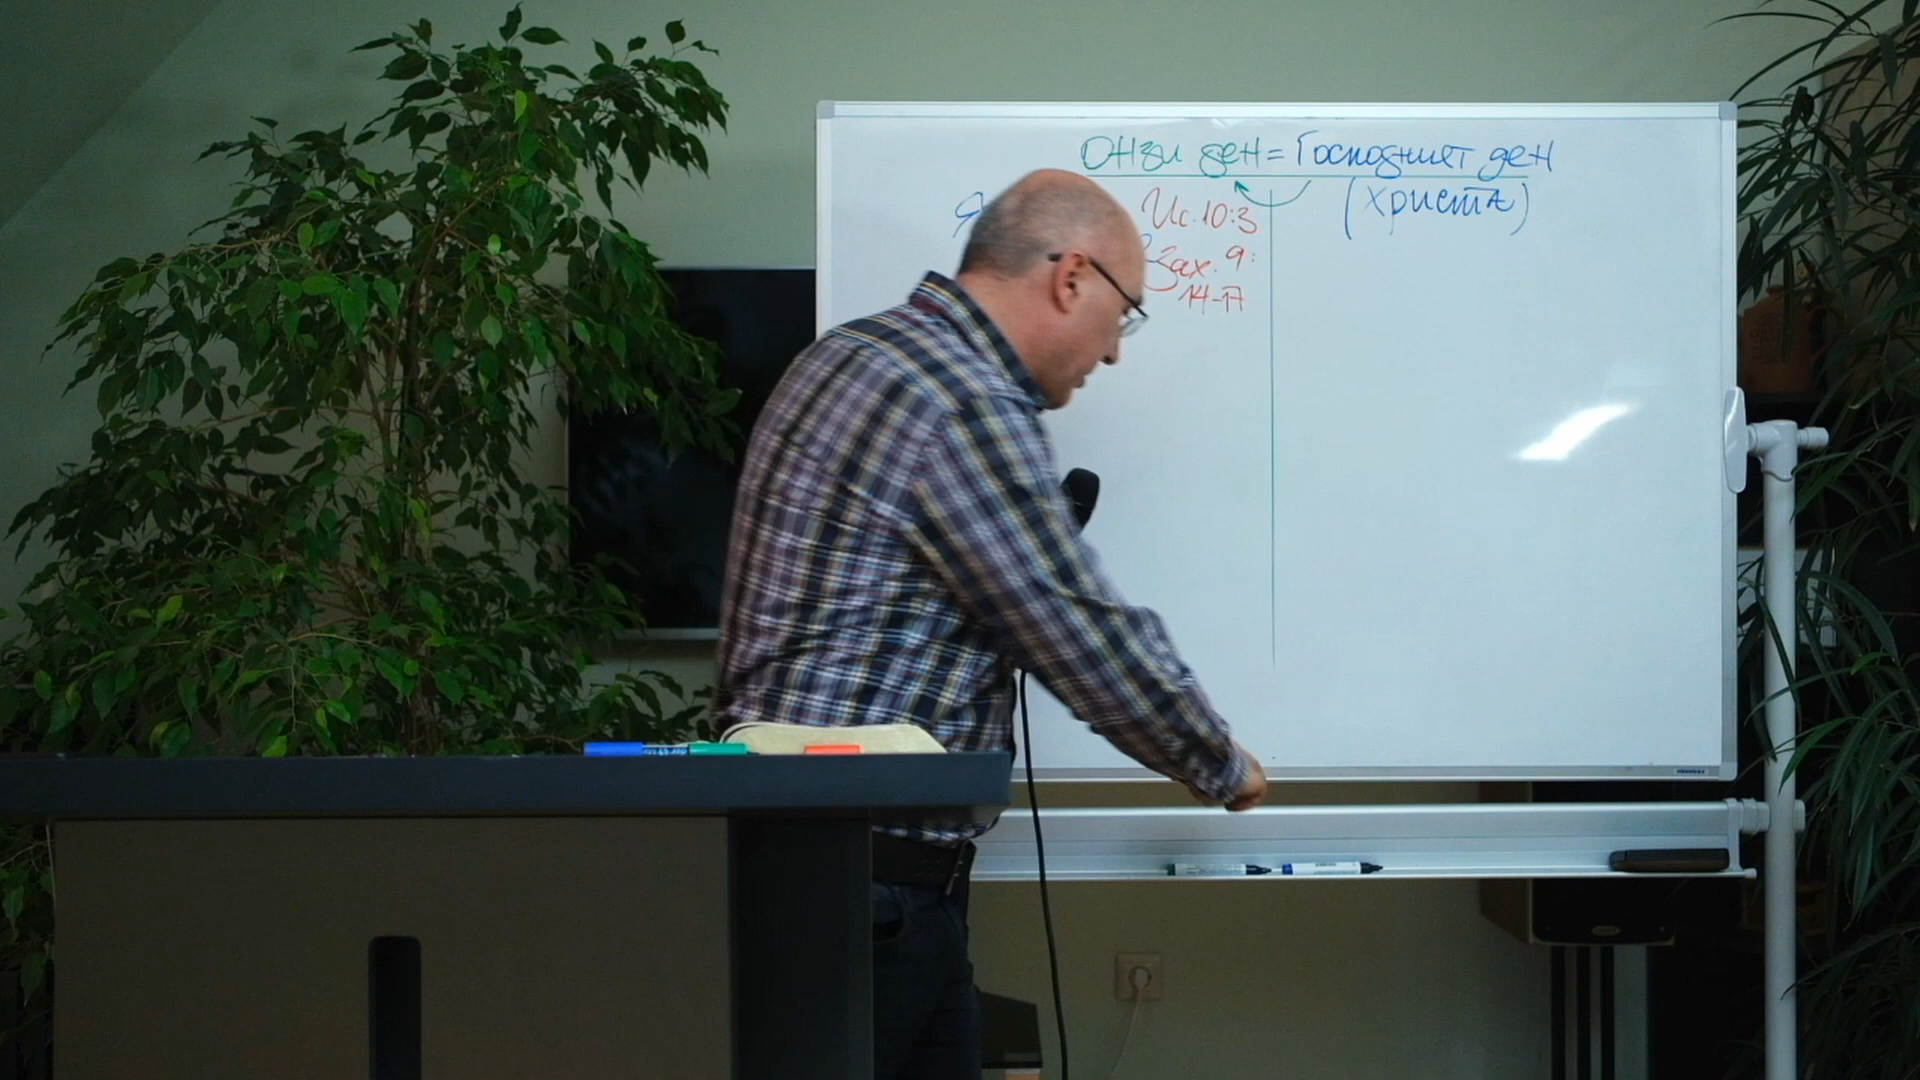 Онзи ден = Господният ден
(Христа)
Ис. 10:3
Зах. 9:
14-17